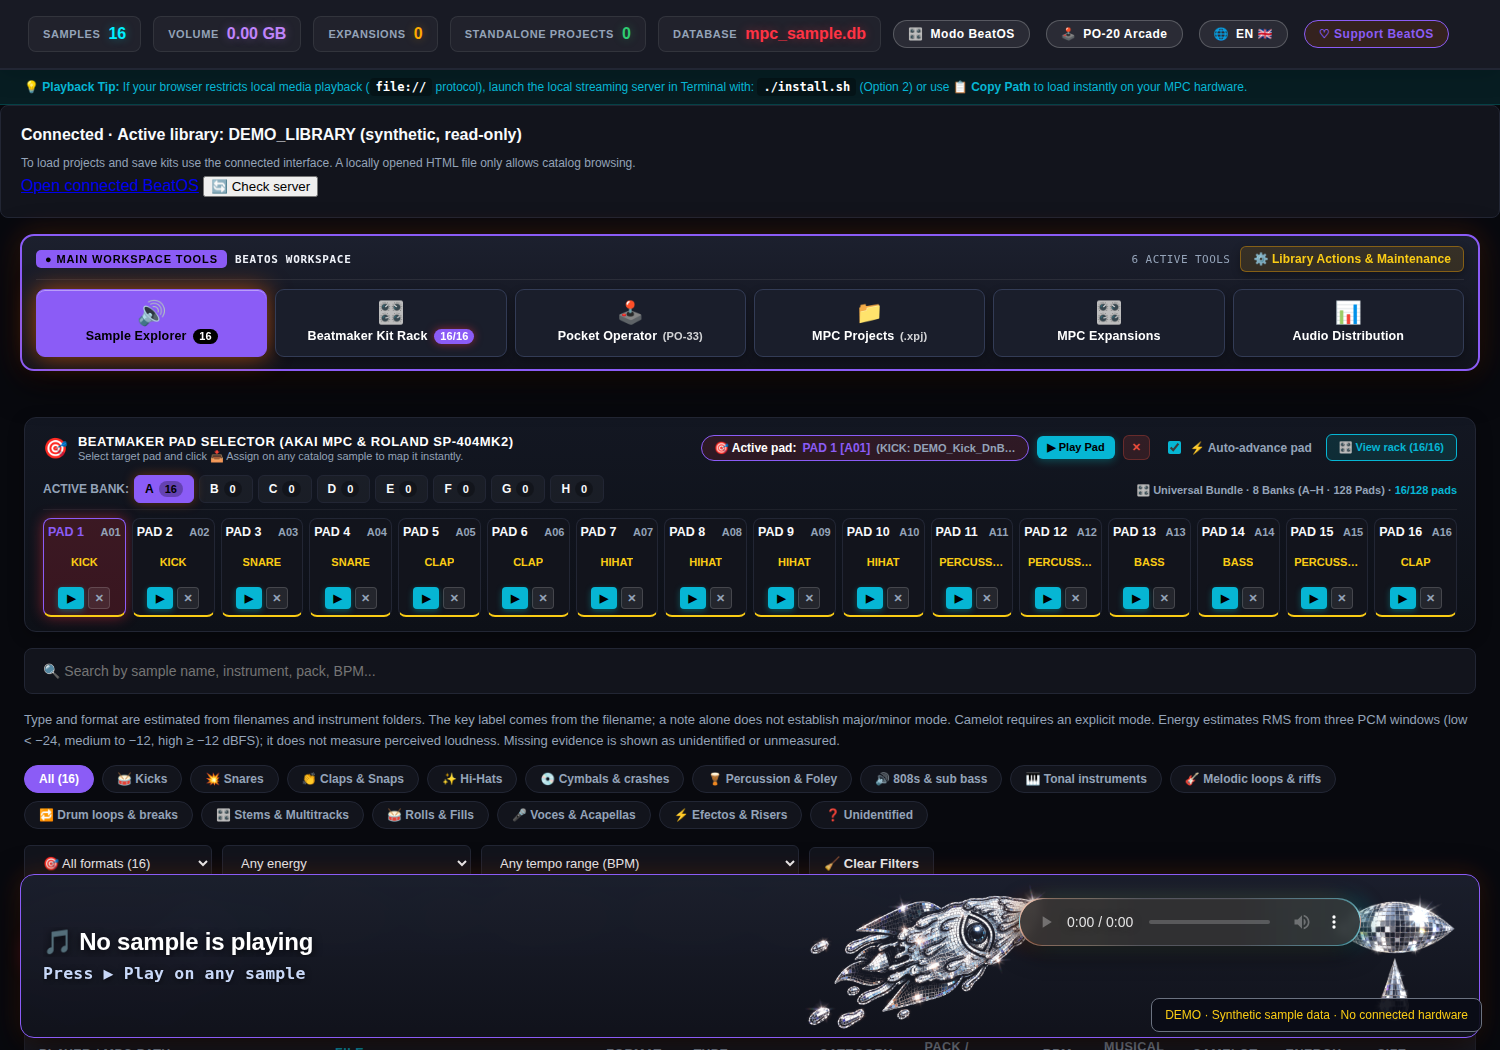 SAMPLES 16 VOLUME 0.00 GB EXPANSIONS 0 STANDALONE PROJECTS 0 DATABASE mpc_sample.db Modo BeatOS PO-20 Arcade EN Support BeatOS
Playback Tip: If your browser restricts local media playback ( file:// protocol), launch the local streaming server in Terminal with: ./install.sh (Option 2) or use Copy Path to load instantly on your MPC hardware.
Connected · Active library: DEMO_LIBRARY (synthetic, read-only)
To load projects and save kits use the connected interface. A locally opened HTML file only allows catalog browsing.
Open connected BeatOS Check server
● MAIN WORKSPACE TOOLS BEATOS WORKSPACE 6 ACTIVE TOOLS Library Actions & Maintenance
Sample Explorer 16 Beatmaker Kit Rack 16/16 Pocket Operator (PO-33) MPC Projects (.xpj) MPC Expansions Audio Distribution
BEATMAKER PAD SELECTOR (AKAI MPC & ROLAND SP-404MK2)
Select target pad and click Assign on any catalog sample to map it instantly.
Active pad: PAD 1 [A01] (KICK: DEMO_Kick_DnB... ▶ Play Pad ✕ Auto-advance pad View rack (16/16)
ACTIVE BANK: A 16 B 0 C 0 D 0 E 0 F 0 G 0 H 0 Universal Bundle · 8 Banks (A–H · 128 Pads) · 16/128 pads
PAD 1 A01 PAD 2 A02 PAD 3 A03 PAD 4 A04 PAD 5 A05 PAD 6 A06 PAD 7 A07 PAD 8 A08 PAD 9 A09 PAD 10 A10 PAD 11 A11 PAD 12 A12 PAD 13 A13 PAD 14 A14 PAD 15 A15 PAD 16 A16
KICK KICK SNARE SNARE CLAP CLAP HIHAT HIHAT HIHAT HIHAT PERCUSS... PERCUSS... BASS BASS PERCUSS... CLAP
Search by sample name, instrument, pack, BPM...
Type and format are estimated from filenames and instrument folders. The key label comes from the filename; a note alone does not establish major/minor mode. Camelot requires an explicit mode. Energy estimates RMS from three PCM windows (low
< −24, medium to −12, high ≥ −12 dBFS); it does not measure perceived loudness. Missing evidence is shown as unidentified or unmeasured.
All (16) Kicks Snares Claps & Snaps Hi-Hats Cymbals & crashes Percussion & Foley 808s & sub bass Tonal instruments Melodic loops & riffs
Drum loops & breaks Stems & Multitracks Rolls & Fills Voces & Acapellas Efectos & Risers Unidentified
All formats (16) Any energy Any tempo range (BPM) Clear Filters
No sample is playing
Press ▶ Play on any sample
0:00 / 0:00
DEMO · Synthetic sample data · No connected hardware
PACK / MUSICAL